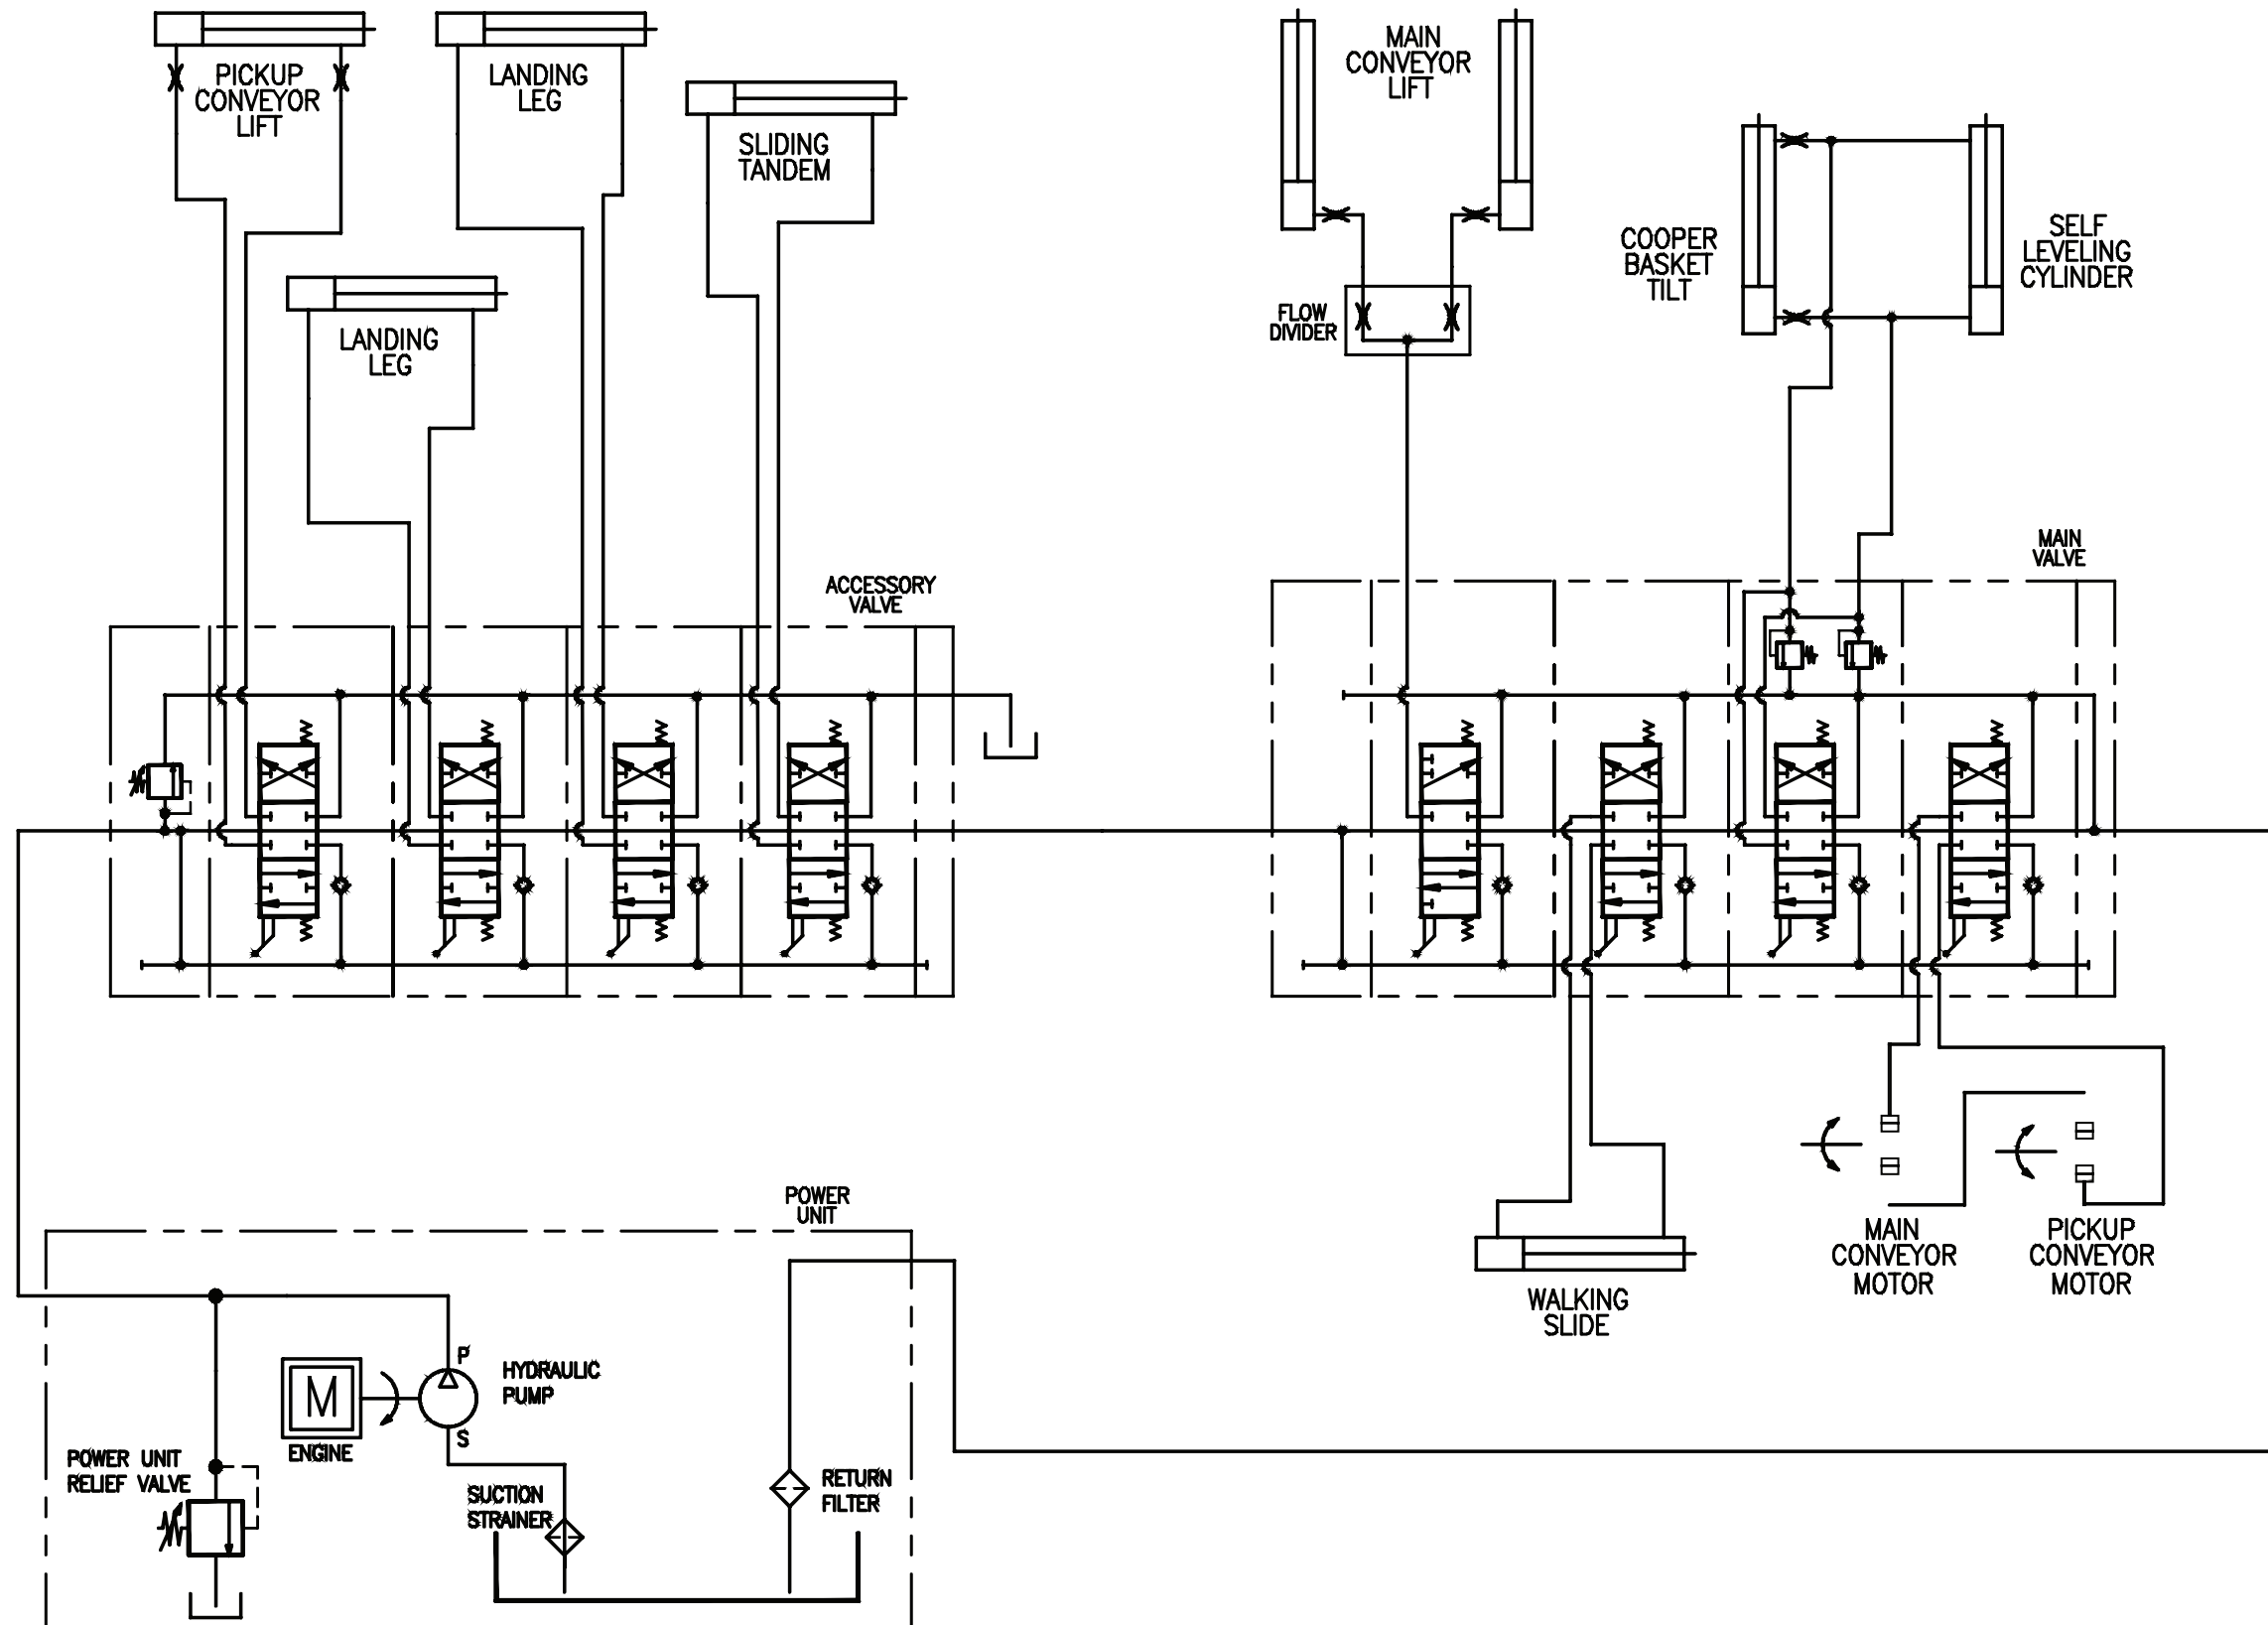 PICKUP
CONVEYOR
LIFT
LANDING
LEG
SLIDING
TANDEM
LANDING
LEG
MAIN
CONVEYOR
LIFT
FLOW
DIVIDER
COOPER
BASKET
TILT
SELF
LEVELING
CYLINDER
ACCESSORY
VALVE
MAIN
VALVE
POWER
UNIT
P
HYDRAULIC
PUMP
M
S
ENGINE
POWER UNIT
RELIEF VALVE
SUCTION
STRAINER
RETURN
FILTER
WALKING
SLIDE
MAIN
CONVEYOR
MOTOR
PICKUP
CONVEYOR
MOTOR